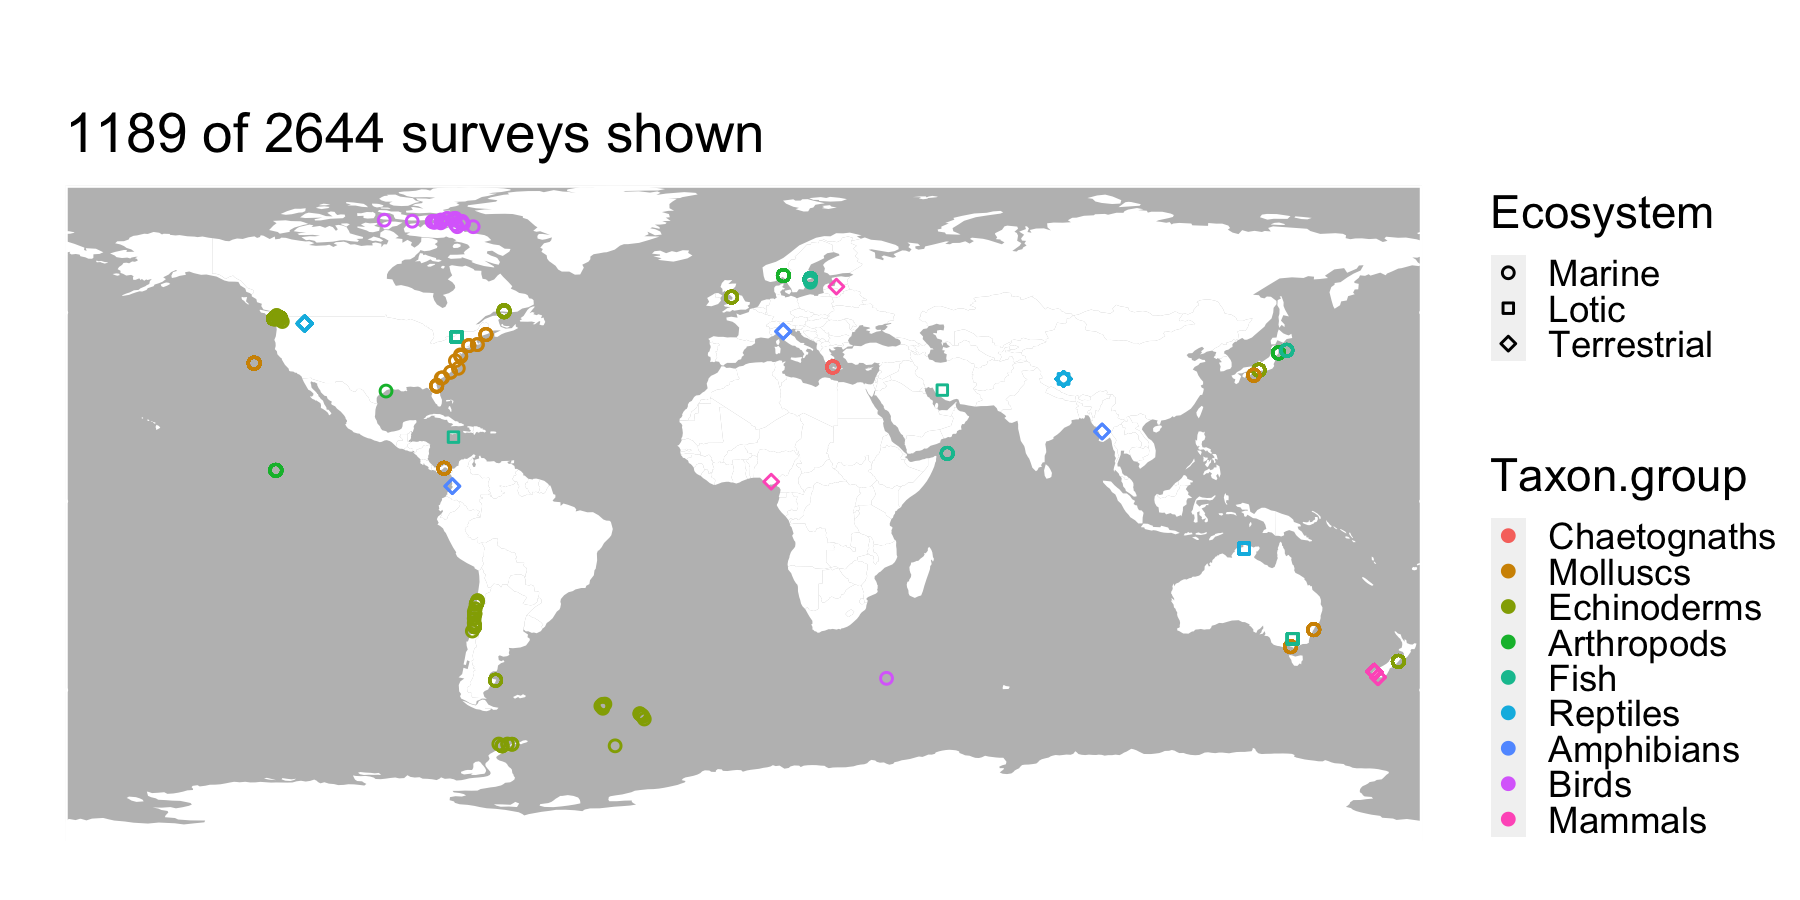 1189 of 2644 surveys shown
Ecosystem
Marine
Lotic
Terrestrial
Taxon.group
Chaetognaths
Molluscs
Echinoderms
Arthropods
Fish
Reptiles
Amphibians
Birds
Mammals